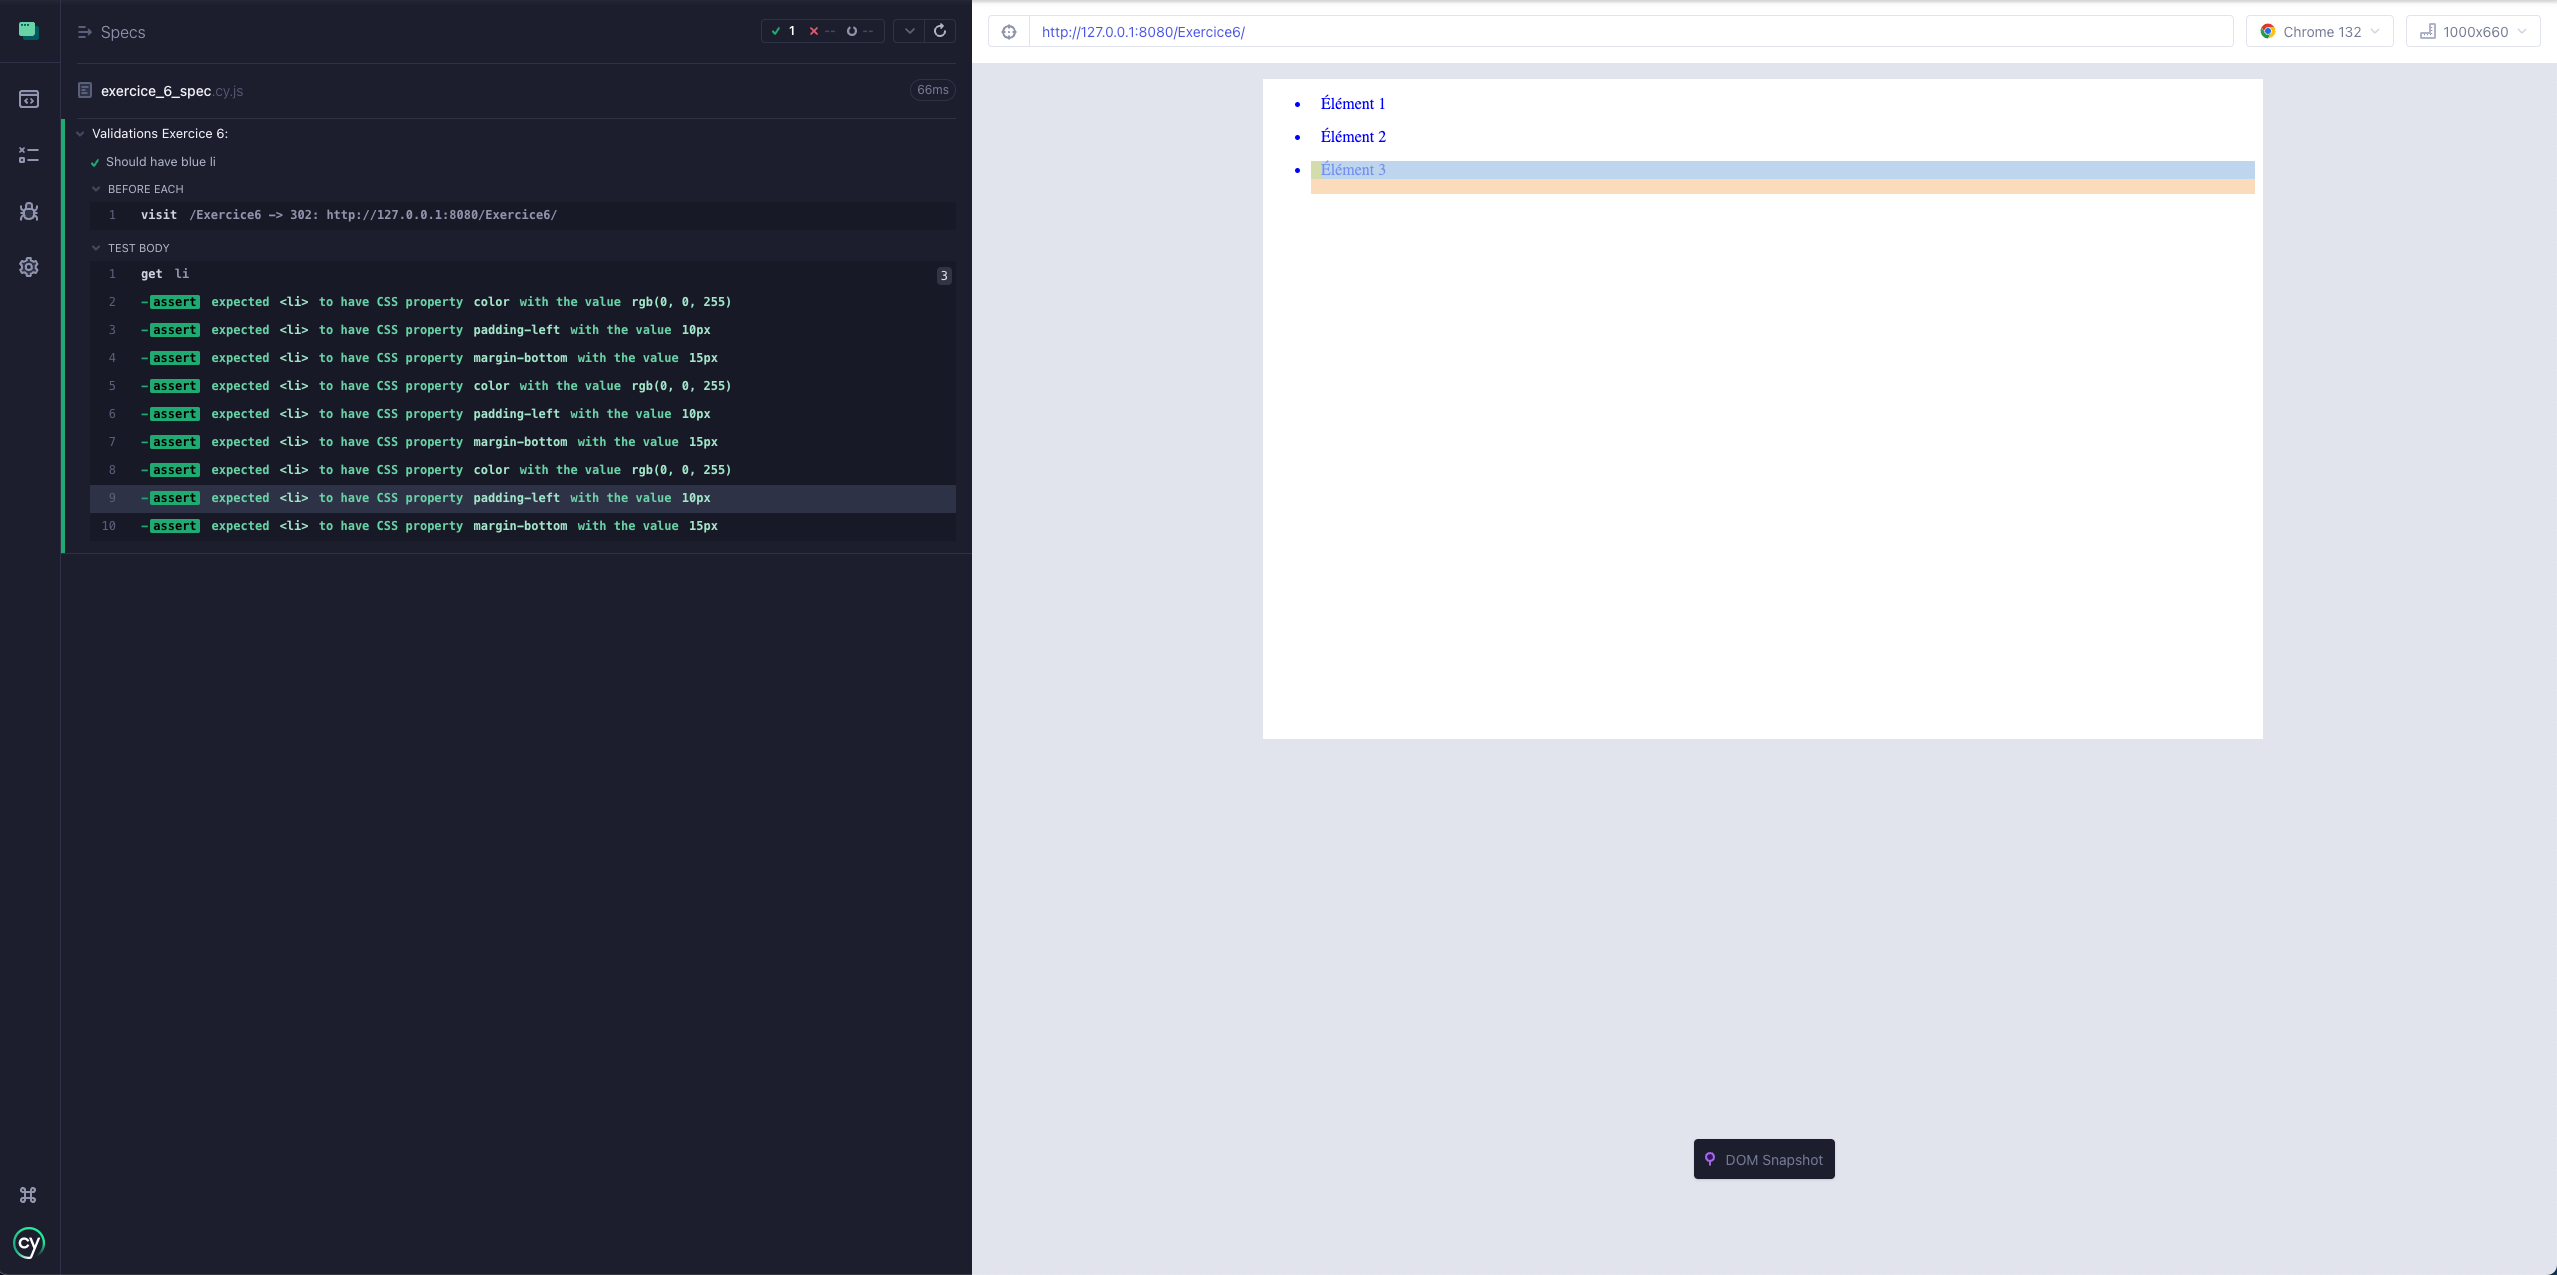 Specs
1 -- --
exercice_6_spec.cy.js 66ms
Validations Exercice 6:
Should have blue li
BEFORE EACH
1 visit /Exercice6 -> 302: http://127.0.0.1:8080/Exercice6/
TEST BODY
1 get li 3
2 -assert expected <li> to have CSS property color with the value rgb(0, 0, 255)
3 -assert expected <li> to have CSS property padding-left with the value 10px
4 -assert expected <li> to have CSS property margin-bottom with the value 15px
5 -assert expected <li> to have CSS property color with the value rgb(0, 0, 255)
6 -assert expected <li> to have CSS property padding-left with the value 10px
7 -assert expected <li> to have CSS property margin-bottom with the value 15px
8 -assert expected <li> to have CSS property color with the value rgb(0, 0, 255)
9 -assert expected <li> to have CSS property padding-left with the value 10px
10 -assert expected <li> to have CSS property margin-bottom with the value 15px
cy
http://127.0.0.1:8080/Exercice6/
Chrome 132
1000x660
Élément 1
Élément 2
Élément 3
DOM Snapshot